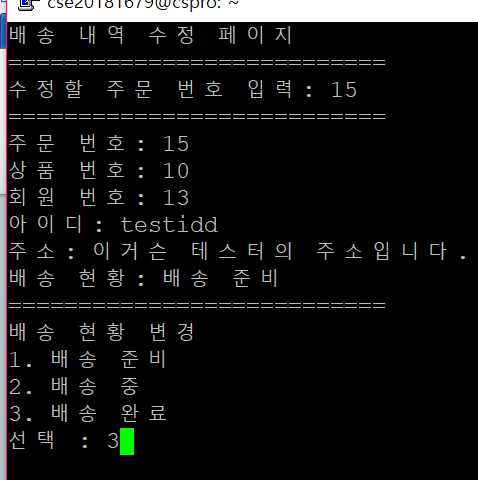 cse20181679@cspro: ~
배송 내역 수정 페이지
===========================
수정할 주문 번호 입력: 15
===========================
주문 번호: 15
상품 번호: 10
회원 번호: 13
아이디: testidd
주소: 이거슨 테스터의 주소입니다.
배송 현황: 배송 준비
===========================
배송 현황 변경
1. 배송 준비
2. 배송 중
3. 배송 완료
선택 : 3